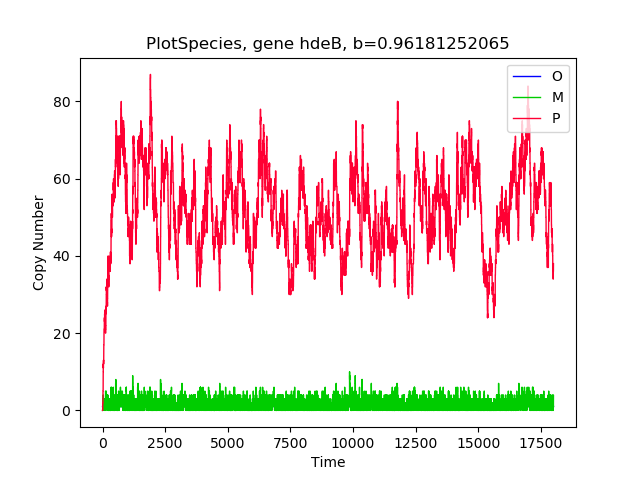 PlotSpecies, gene hdeB, b=0.96181252065
O
M
P
80
60
40
20
0
Copy Number
0 2500 5000 7500 10000 12500 15000 17500
Time